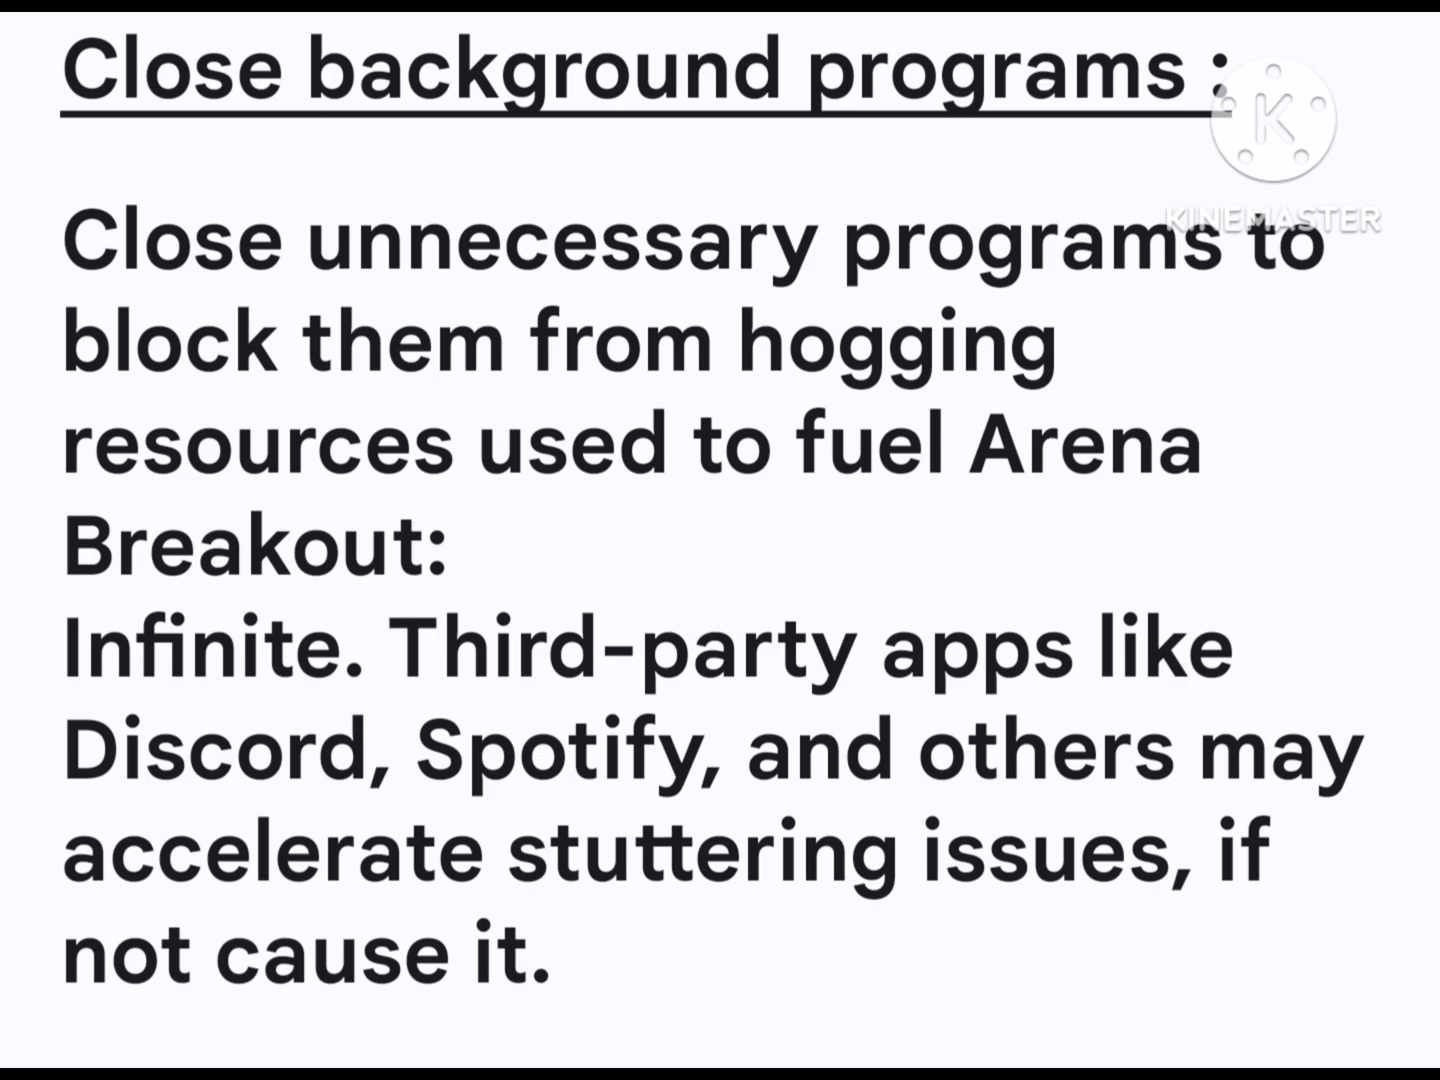 Close background programs :
K
KINEMASTER
Close unnecessary programs to
block them from hogging
resources used to fuel Arena
Breakout:
Infinite. Third-party apps like
Discord, Spotify, and others may
accelerate stuttering issues, if
not cause it.